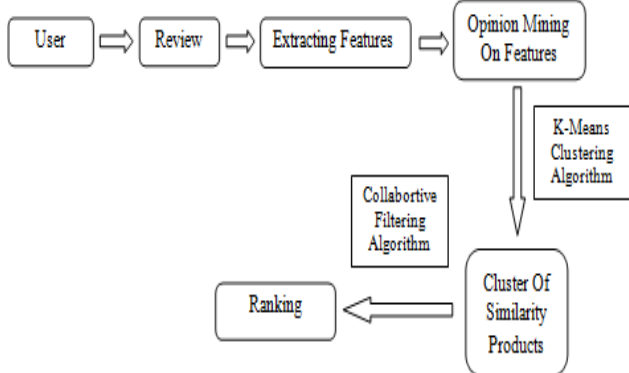 User
Review
Extracting Features
Opinion Mining
On Features
K-Means
Clustering
Algorithm
Collabortive
Filtering
Algorithm
Cluster Of
Similarity
Products
Ranking